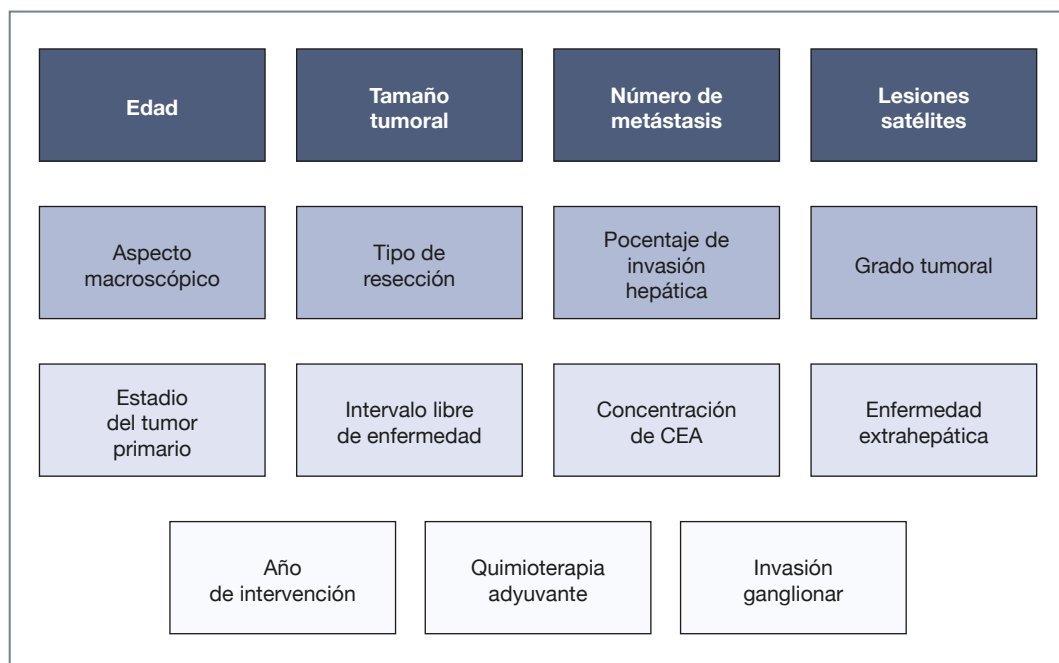 Edad
Tamaño
tumoral
Número de
metástasis
Lesiones
satélites
Aspecto
macroscópico
Tipo de
resección
Pocentaje de
invasión
hepática
Grado tumoral
Estadio
del tumor
primario
Intervalo libre
de enfermedad
Concentración
de CEA
Enfermedad
extrahepática
Año
de intervención
Quimioterapia
adyuvante
Invasión
ganglionar